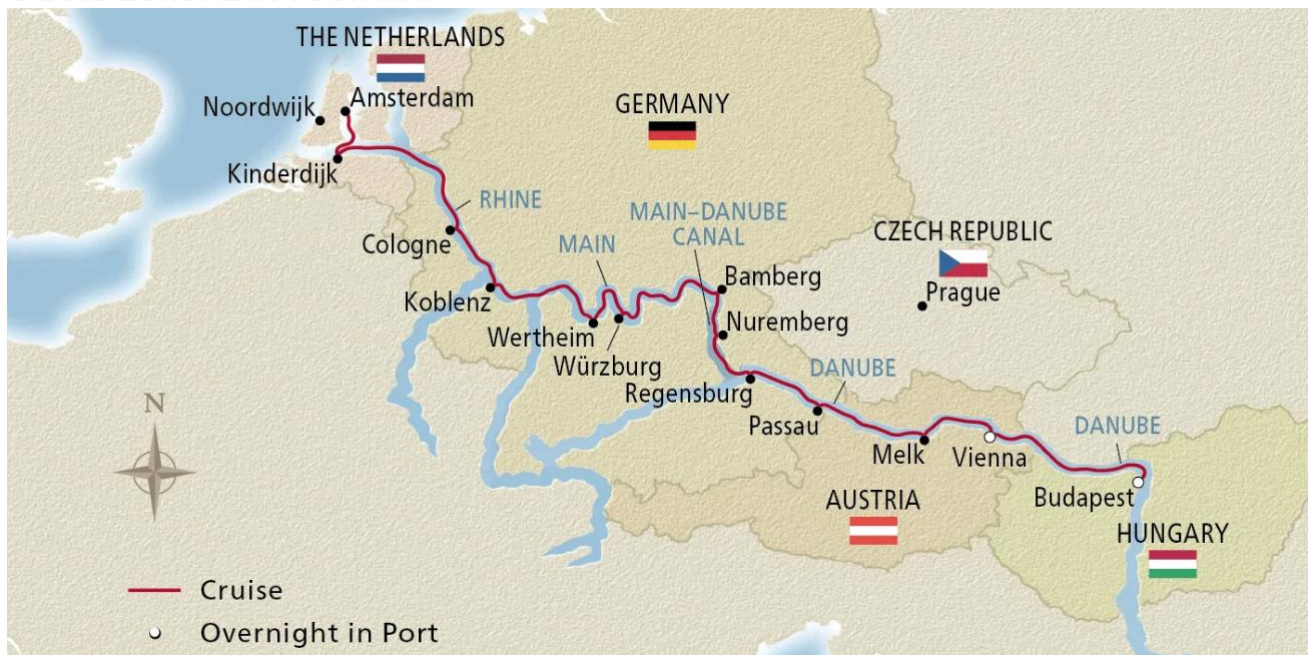 THE NETHERLANDS
Noordwijk
Amsterdam
GERMANY
Kinderdijk
RHINE
MAIN–DANUBE
CANAL
CZECH REPUBLIC
Cologne
MAIN
Bamberg
Prague
Koblenz
Nuremberg
Wertheim
Würzburg
DANUBE
Regensburg
Passau
DANUBE
N
Melk
Vienna
Budapest
AUSTRIA
HUNGARY
Cruise
Overnight in Port